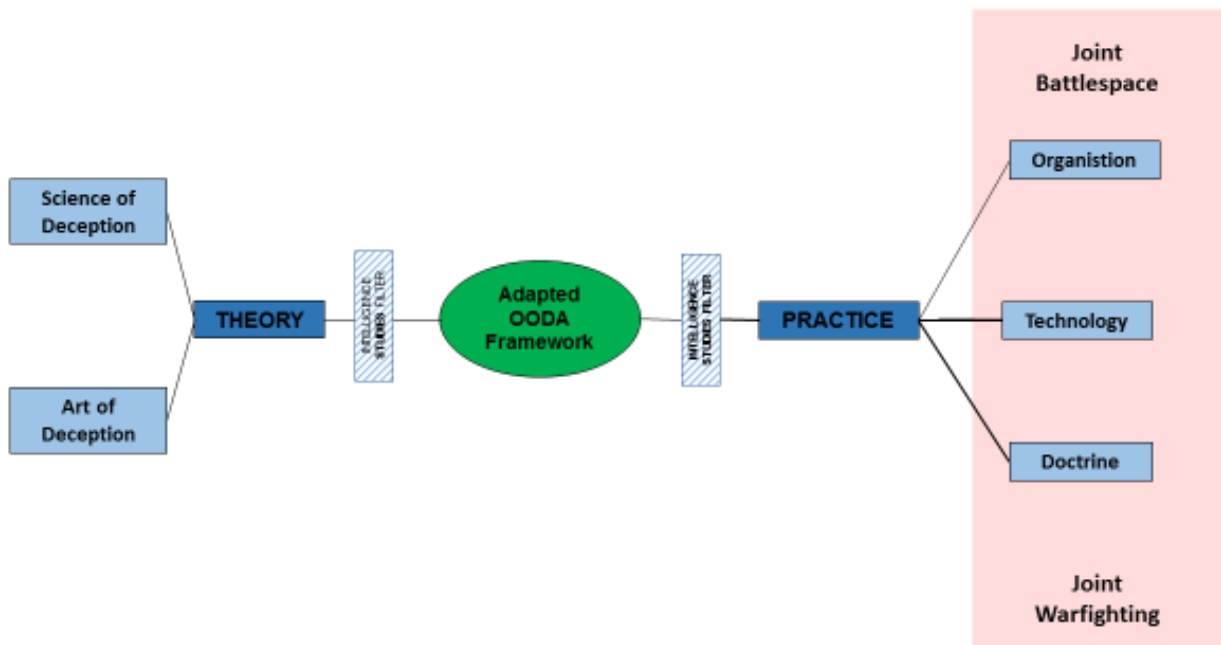 Joint
Battlespace
Organistion
Science of
Deception
INTELLIGENCE
STUDIES FILTER
INTELLIGENCE
STUDIES FILTER
Adapted
OODA
Framework
THEORY
PRACTICE
Technology
Art of
Deception
Doctrine
Joint
Warfighting